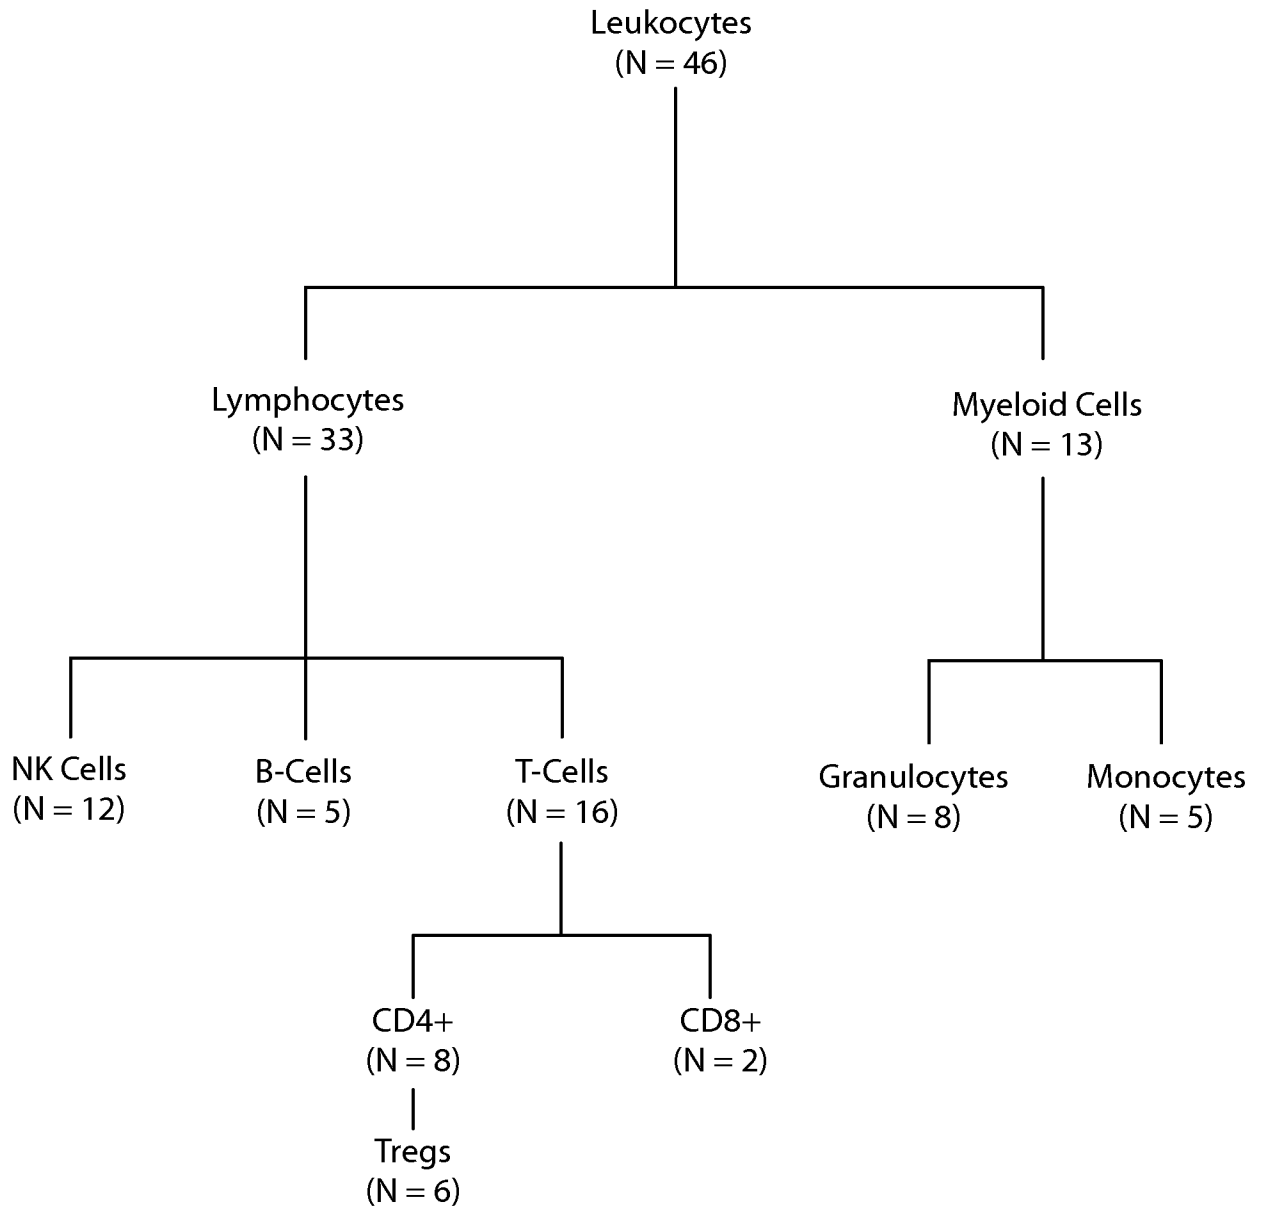 Leukocytes
(N = 46)
Lymphocytes
(N = 33)
Myeloid Cells
(N = 13)
NK Cells
(N = 12)
B-Cells
(N = 5)
T-Cells
(N = 16)
Granulocytes
(N = 8)
Monocytes
(N = 5)
CD4+
(N = 8)
CD8+
(N = 2)
Tregs
(N = 6)